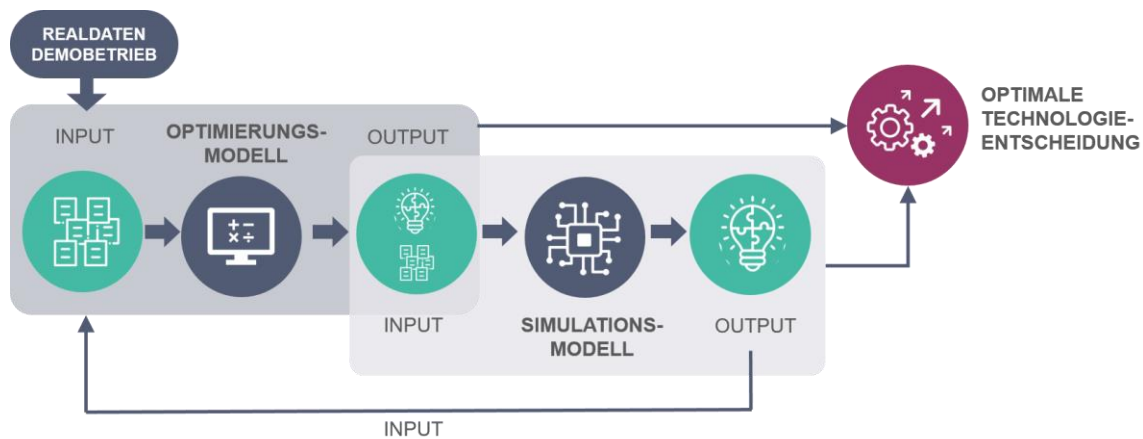 REALDATEN
DEMOBETRIEB
INPUT
OPTIMIERUNGS-
MODELL
OUTPUT
OPTIMALE
TECHNOLOGIE-
ENTSCHEIDUNG
INPUT
SIMULATIONS-
MODELL
OUTPUT
INPUT